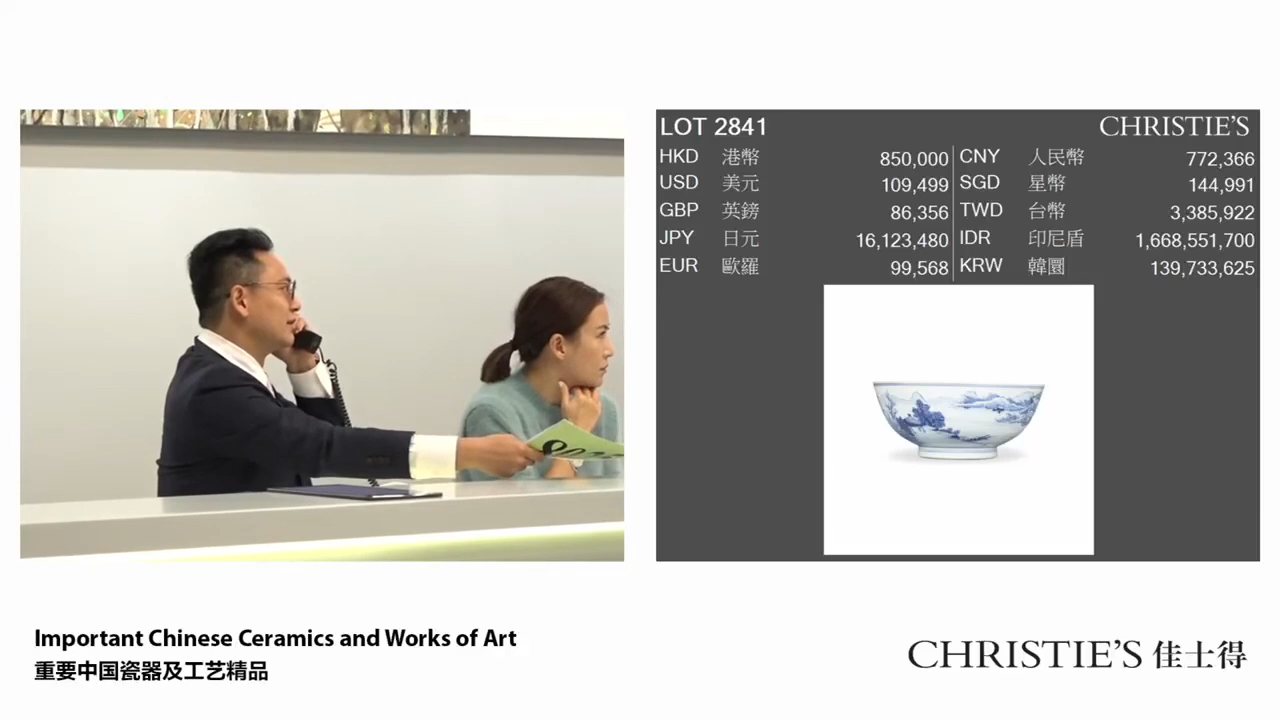 LOT 2841 CHRISTIE'S
HKD 港幣 850,000 CNY 人民幣 772,366
USD 美元 109,499 SGD 星幣 144,991
GBP 英鎊 86,356 TWD 台幣 3,385,922
JPY 日元 16,123,480 IDR 印尼盾 1,668,551,700
EUR 歐羅 99,568 KRW 韓圜 139,733,625
Important Chinese Ceramics and Works of Art
重要中国瓷器及工艺精品
CHRISTIE'S 佳士得